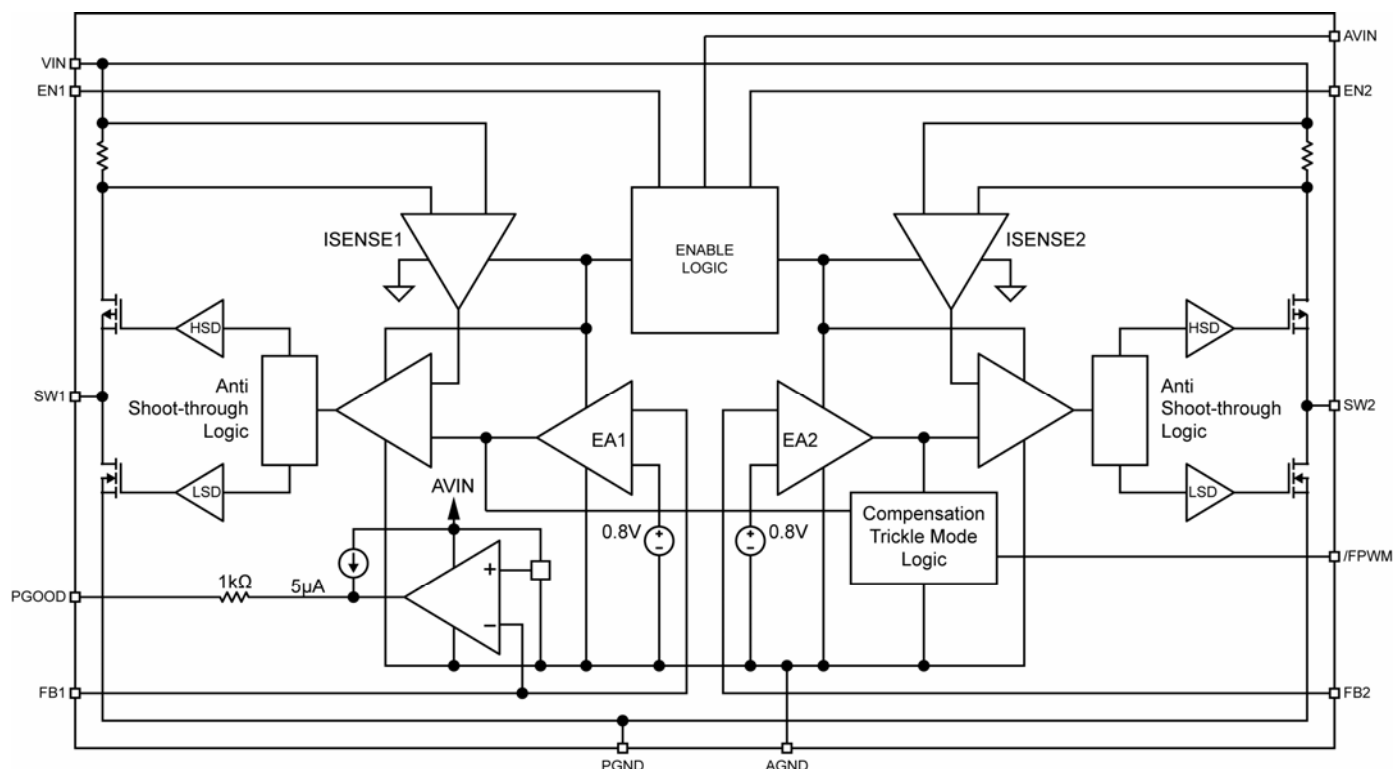 AVIN
VIN
EN1
EN2
ISENSE1
ENABLE
LOGIC
ISENSE2
HSD
HSD
SW1
Anti
Shoot-through
Logic
EA1
EA2
Anti
Shoot-through
Logic
SW2
LSD
LSD
AVIN
+
-
0.8V
+
-
0.8V
Compensation
Trickle Mode
Logic
/FPWM
1kΩ
5µA
+
−
PGOOD
FB1
FB2
PGND
AGND